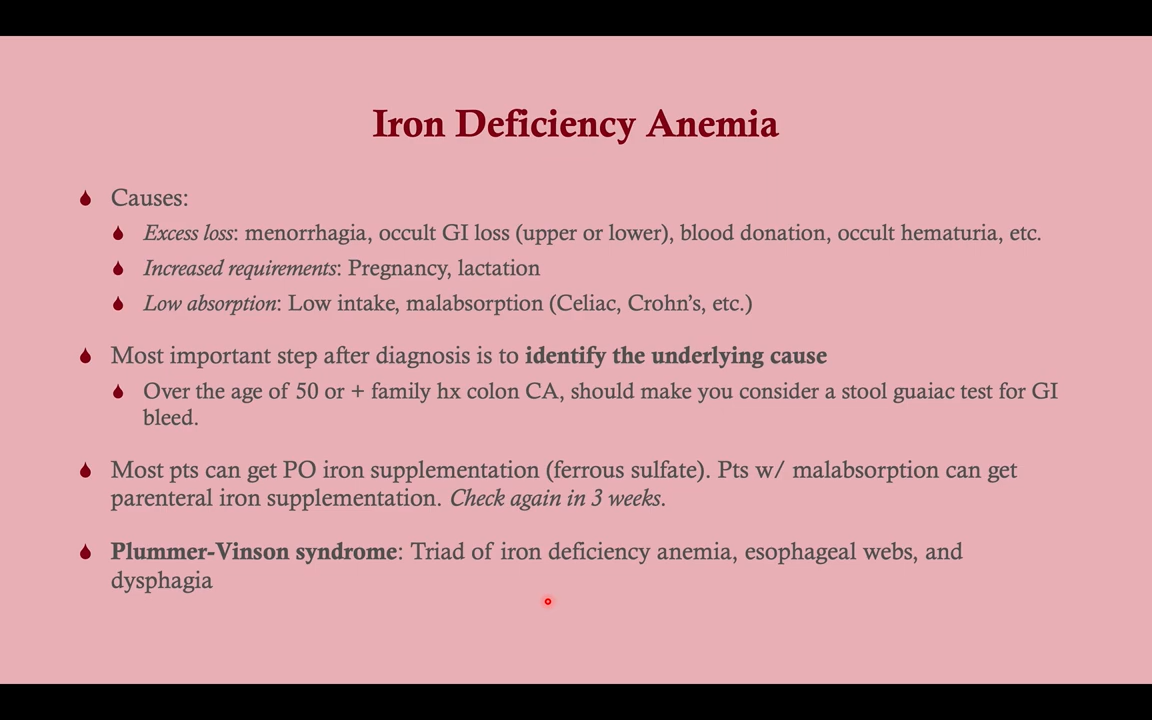 Iron Deficiency Anemia
Causes:
Excess loss: menorrhagia, occult GI loss (upper or lower), blood donation, occult hematuria, etc.
Increased requirements: Pregnancy, lactation
Low absorption: Low intake, malabsorption (Celiac, Crohn’s, etc.)
Most important step after diagnosis is to identify the underlying cause
Over the age of 50 or + family hx colon CA, should make you consider a stool guaiac test for GI
bleed.
Most pts can get PO iron supplementation (ferrous sulfate). Pts w/ malabsorption can get
parenteral iron supplementation. Check again in 3 weeks.
Plummer-Vinson syndrome: Triad of iron deficiency anemia, esophageal webs, and
dysphagia